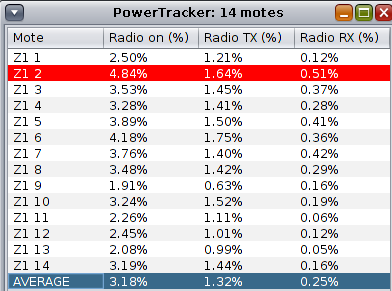 PowerTracker: 14 motes
Mote Radio on (%) Radio TX (%) Radio RX (%)
Z1 1 2.50% 1.21% 0.12%
Z1 2 4.84% 1.64% 0.51%
Z1 3 3.53% 1.45% 0.37%
Z1 4 3.28% 1.41% 0.28%
Z1 5 3.89% 1.50% 0.41%
Z1 6 4.18% 1.75% 0.36%
Z1 7 3.76% 1.40% 0.42%
Z1 8 3.48% 1.42% 0.29%
Z1 9 1.91% 0.63% 0.16%
Z1 10 3.24% 1.52% 0.19%
Z1 11 2.26% 1.11% 0.06%
Z1 12 2.45% 1.01% 0.12%
Z1 13 2.08% 0.99% 0.05%
Z1 14 3.19% 1.44% 0.16%
AVERAGE 3.18% 1.32% 0.25%